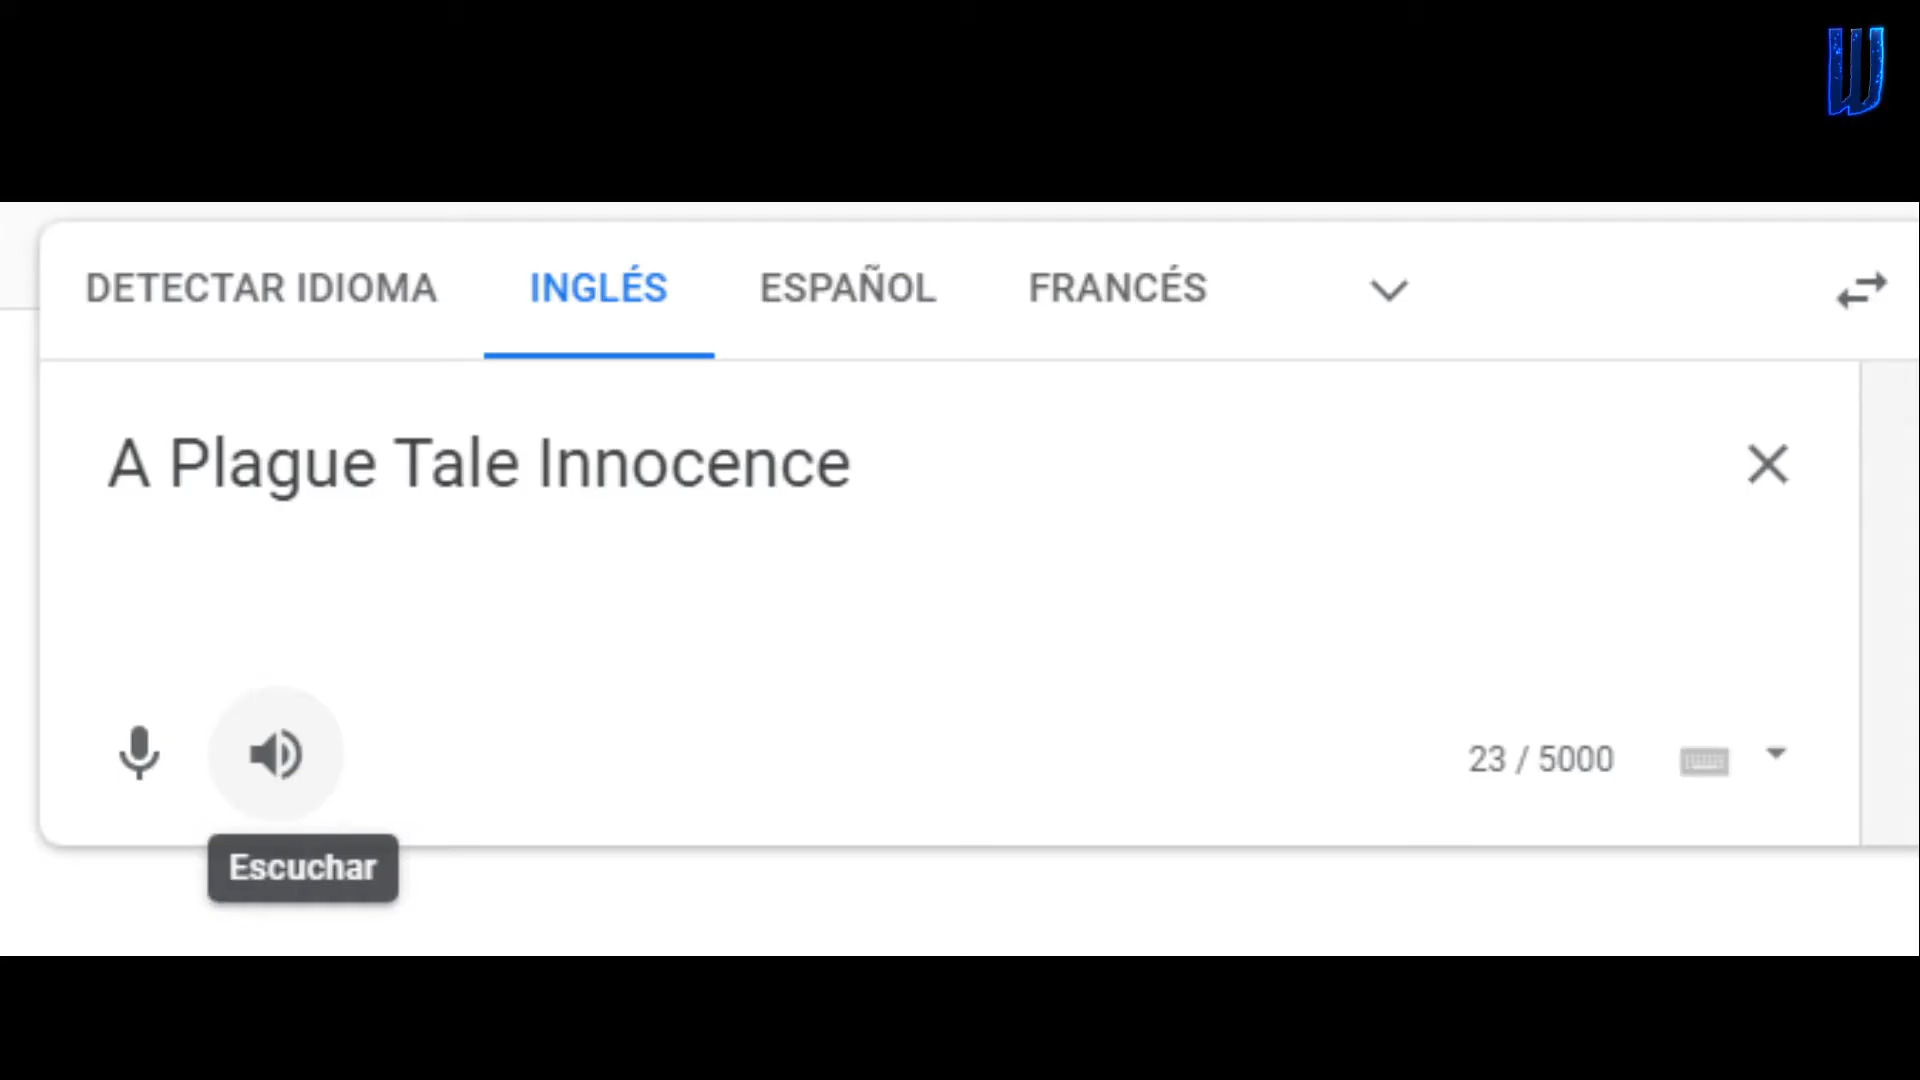 W
DETECTAR IDIOMA INGLÉS ESPAÑOL FRANCÉS
A Plague Tale Innocence
23 / 5000
Escuchar